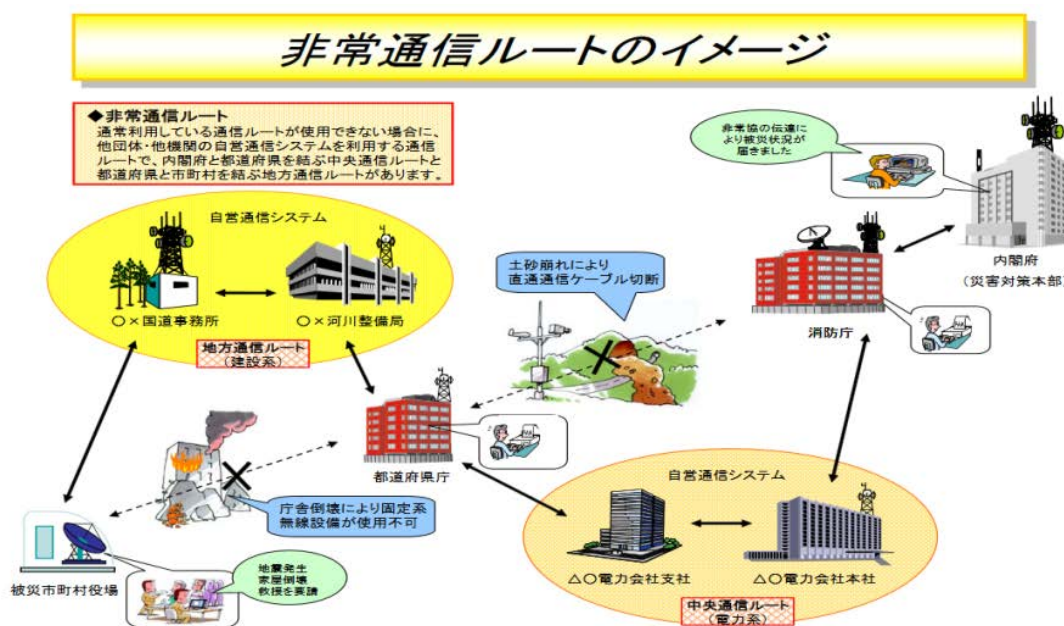 非常通信ルートのイメージ
◆非常通信ルート
通常利用している通信ルートが使用できない場合に、
他団体・他機関の自営通信システムを利用する通信
ルートで、内閣府と都道府県を結ぶ中央通信ルートと
都道府県と市町村を結ぶ地方通信ルートがあります。
非常協の伝達によ
り被災状況が
届きました
自営通信システム
〇×国道事務所
〇×河川整備局
地方通信ルート
(建設系)
土砂崩れにより
直通通信ケーブル切断
内閣府
(災害対策本部)
消防庁
都道府県庁
庁舎倒壊により固定系
無線設備が使用不可
自営通信システム
△〇電力会社支社
△〇電力会社本社
中央通信ルート
(電力系)
被災市町村役場
地震発生
家屋倒壊
救援を要請